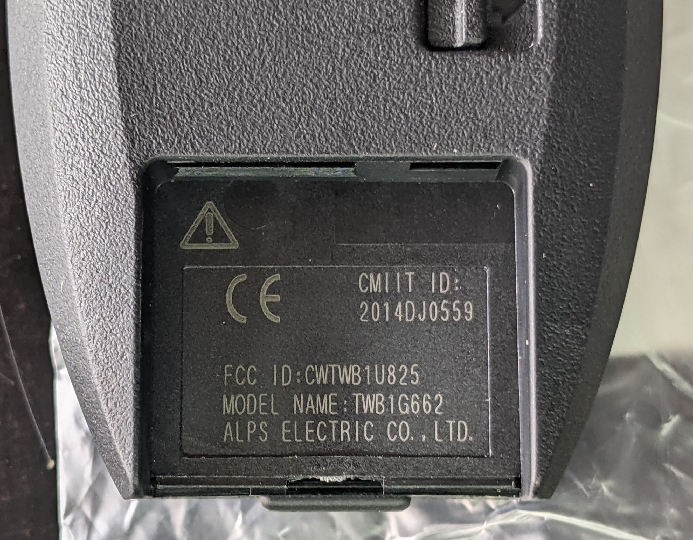 CE
CMIIT ID:
2014DJ0559
FCC ID:CWTWB1U825
MODEL NAME:TWB1G662
ALPS ELECTRIC CO.,LTD.